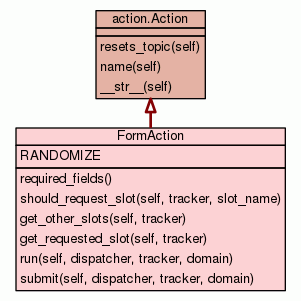 action.Action
resets_topic(self)
name(self)
__str__(self)
FormAction
RANDOMIZE
required_fields()
should_request_slot(self, tracker, slot_name)
get_other_slots(self, tracker)
get_requested_slot(self, tracker)
run(self, dispatcher, tracker, domain)
submit(self, dispatcher, tracker, domain)